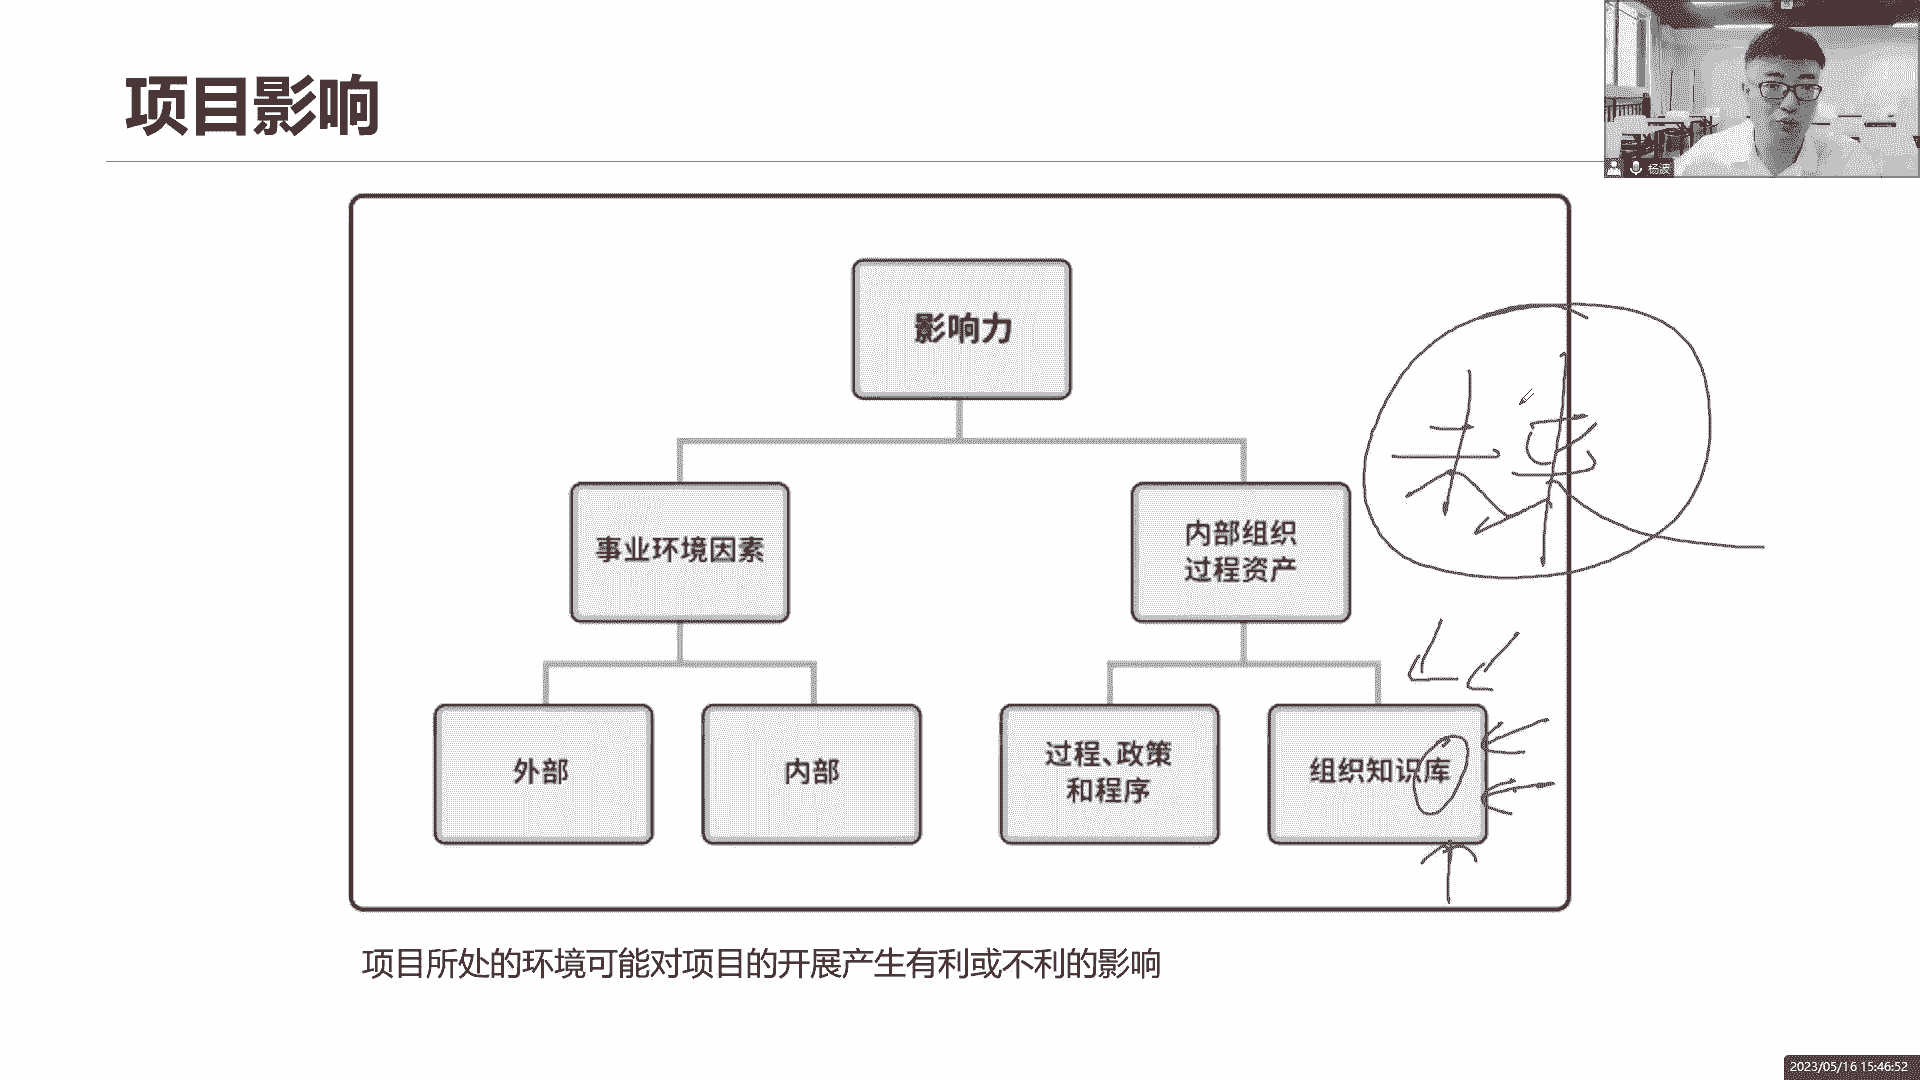 项目影响
杨波
影响力
事业环境因素
内部组织
过程资产
外部
内部
过程、政策
和程序
组织知识库
项目所处的环境可能对项目的开展产生有利或不利的影响
2023/05/16 15:46:52